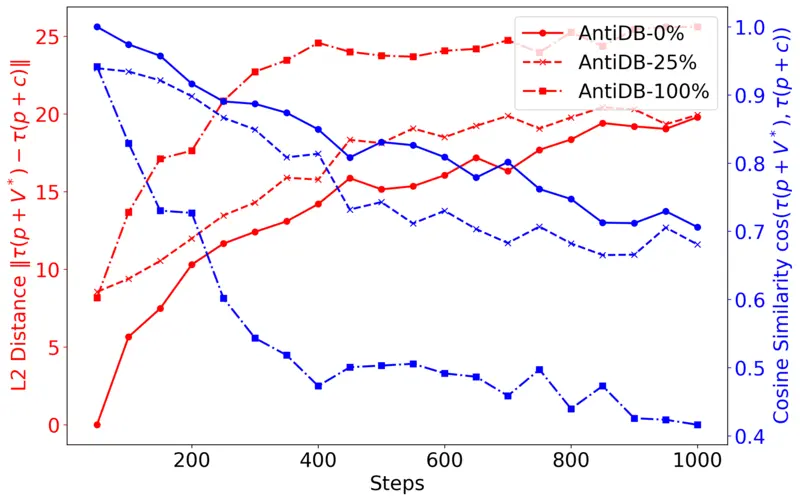 AntiDB-0%
AntiDB-25%
AntiDB-100%
25
20
15
10
5
0
L2 Distance ‖τ(p + V*) − τ(p + c)‖
1.0
0.9
0.8
0.7
0.6
0.5
0.4
Cosine Similarity cos(τ(p + V*), τ(p + c))
200 400 600 800 1000
Steps